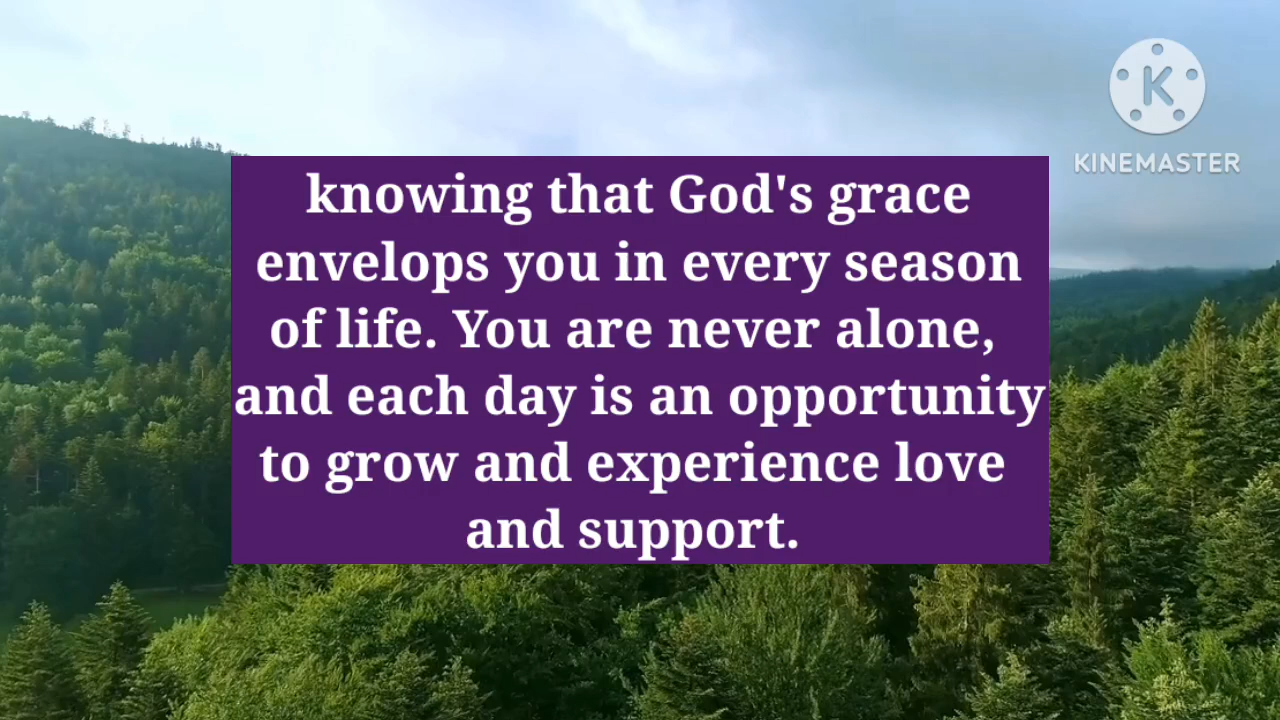 KINEMASTER
knowing that God's grace
envelops you in every season
of life. You are never alone,
and each day is an opportunity
to grow and experience love
and support.